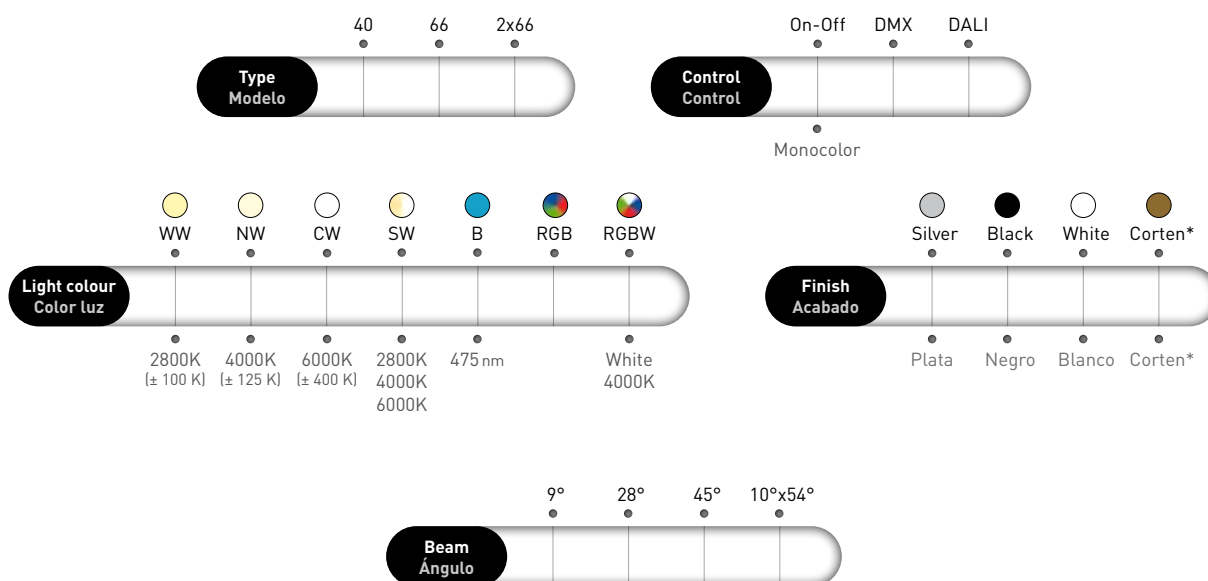 40 66 2x66
Type
Modelo
On-Off DMX DALI
Control
Control
Monocolor
WW NW CW SW B RGB RGBW
Light colour
Color luz
2800K 4000K 6000K 2800K 475 nm White
(± 100 K) (± 125 K) (± 400 K) 4000K 4000K
6000K
Silver Black White Corten*
Finish
Acabado
Plata Negro Blanco Corten*
9° 28° 45° 10°x54°
Beam
Ángulo